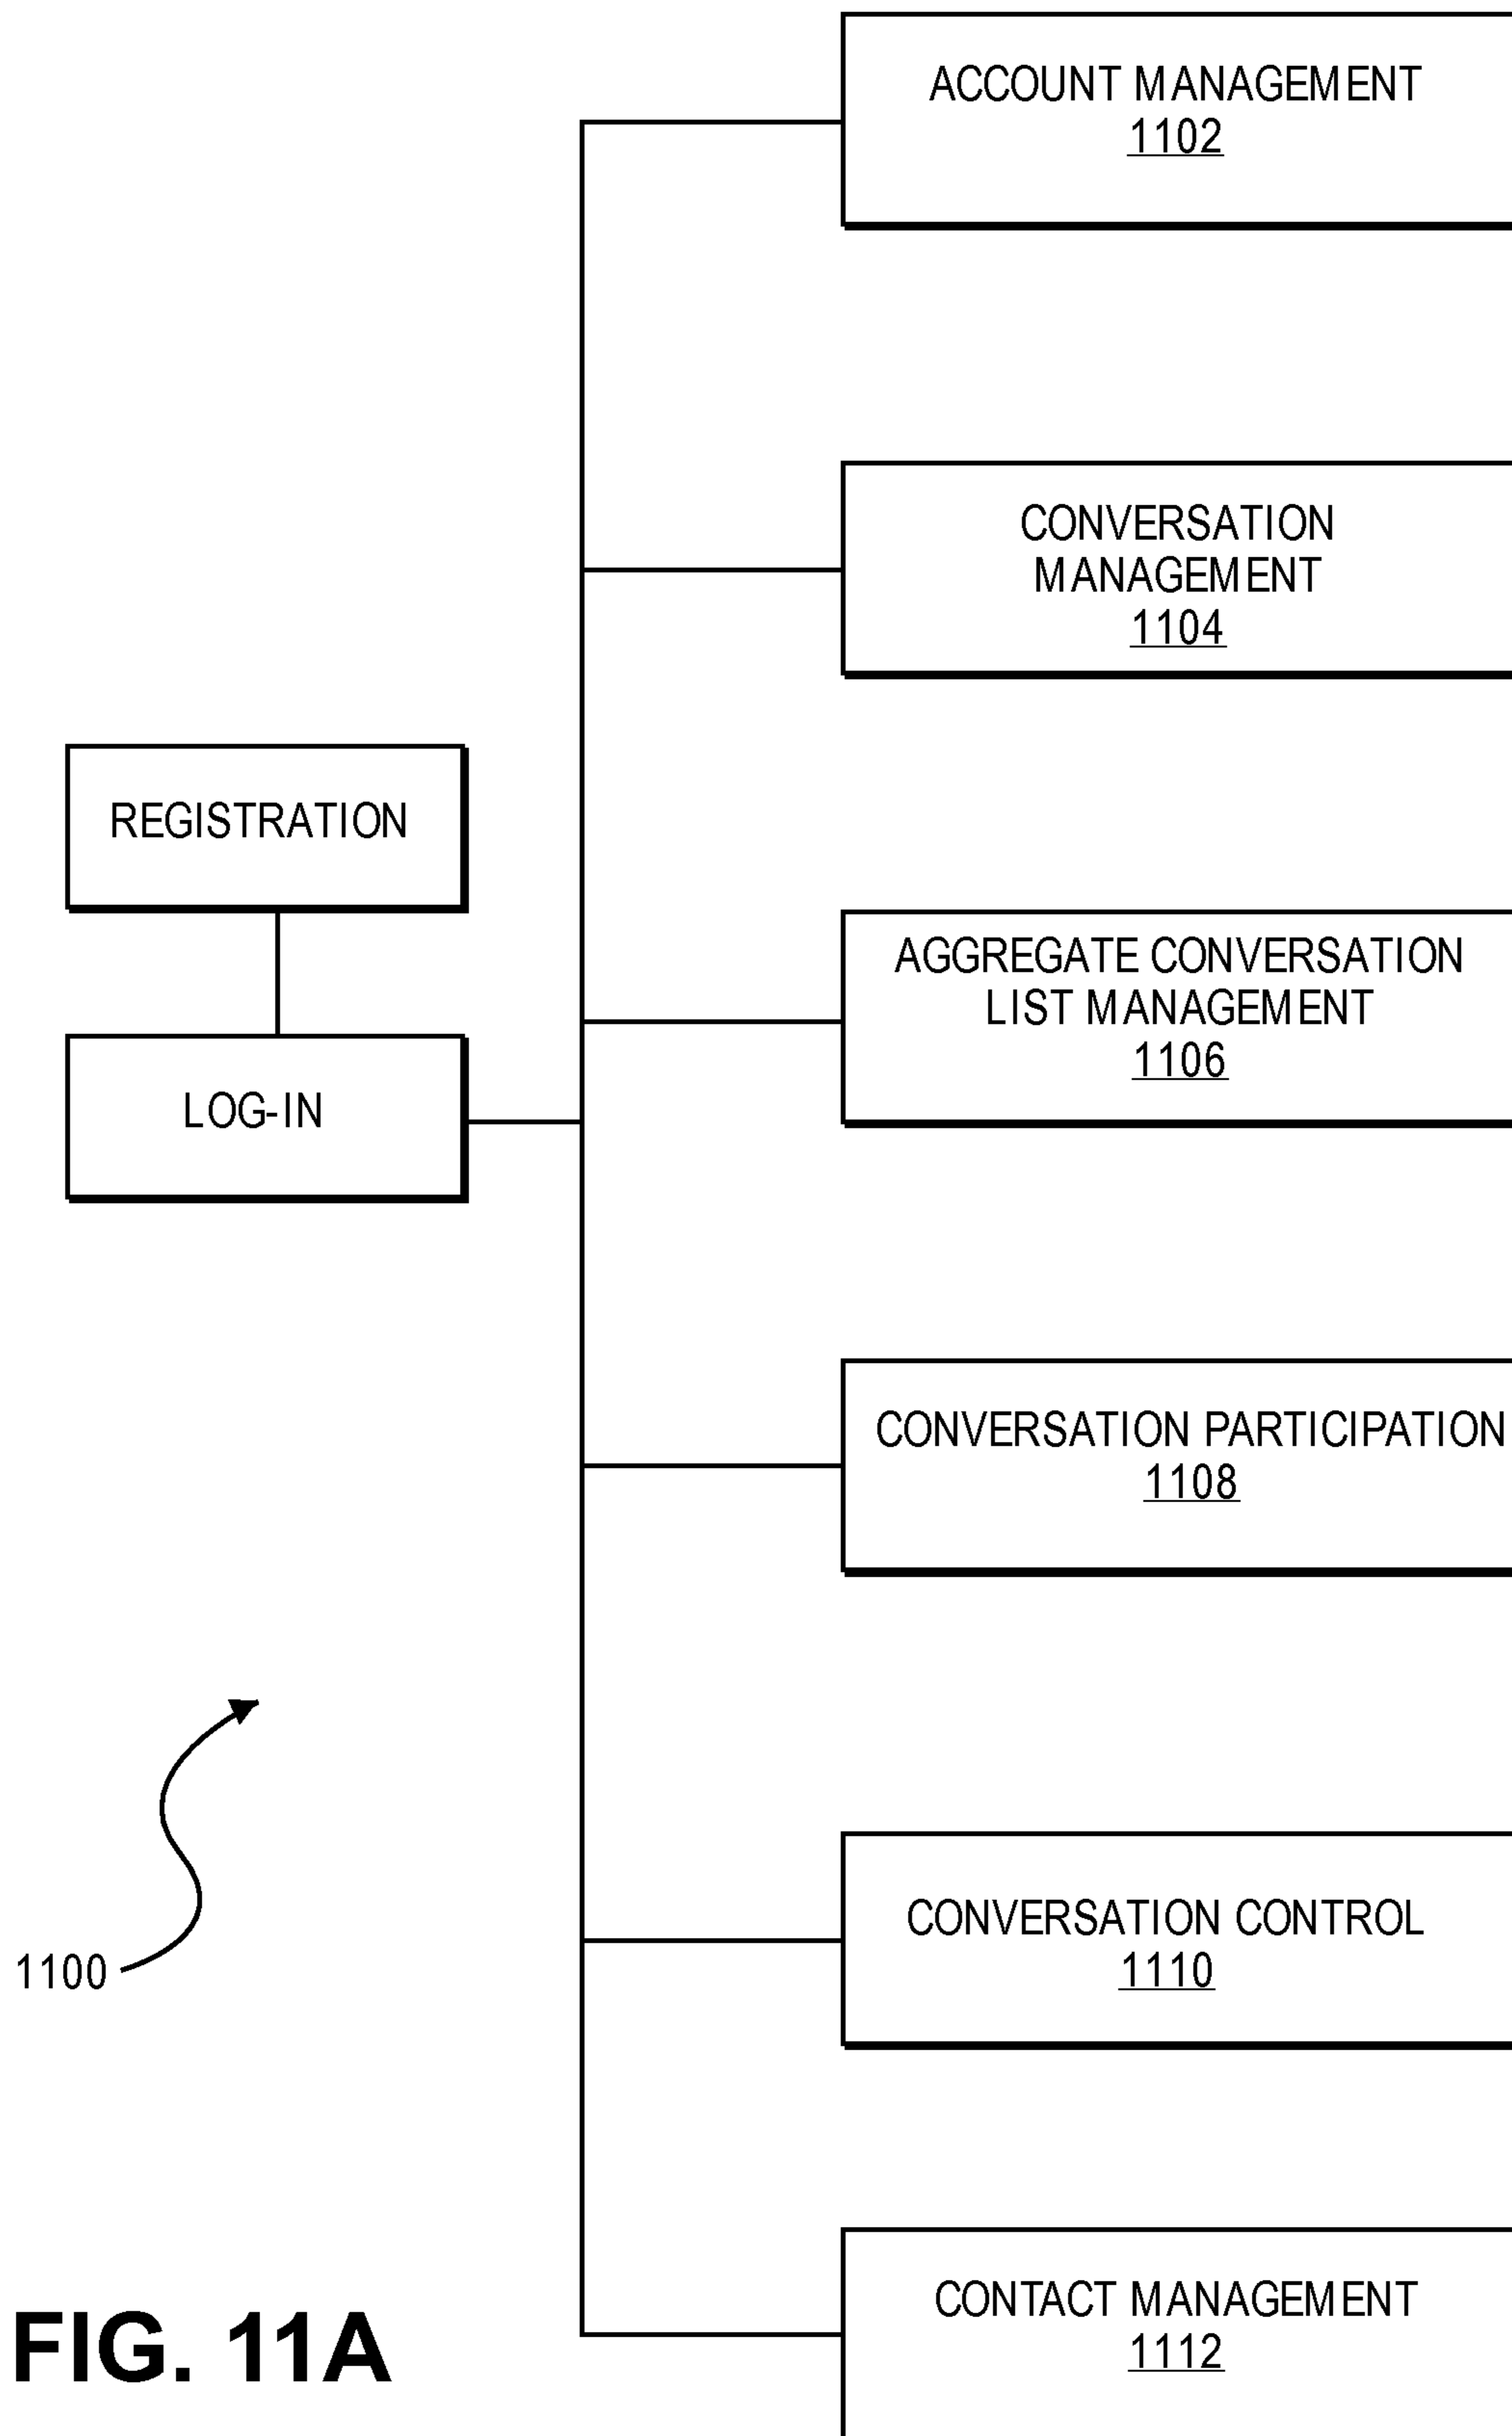 ACCOUNT MANAGEMENT
1102
CONVERSATION
MANAGEMENT
1104
REGISTRATION
AGGREGATE CONVERSATION
LIST MANAGEMENT
1106
LOG-IN
CONVERSATION PARTICIPATION
1108
CONVERSATION CONTROL
1110
1100
CONTACT MANAGEMENT
1112
FIG. 11A